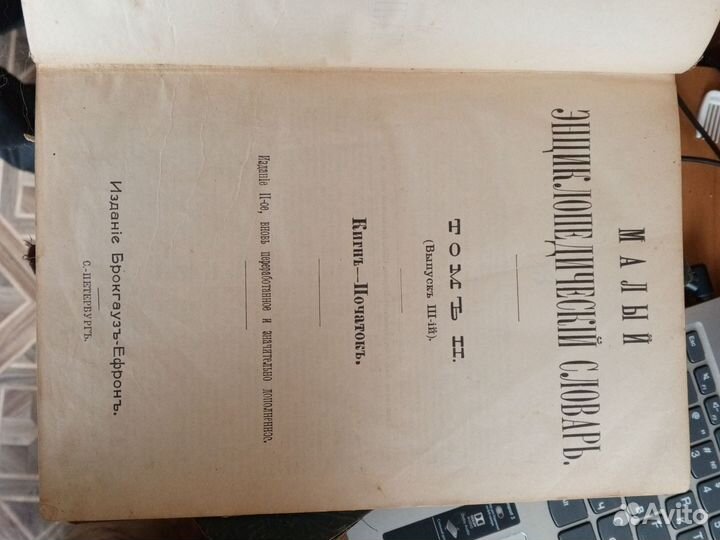 МАЛЫЙ
ЭНЦИКЛОПЕДИЧЕСКІЙ СЛОВАРЬ.
ТОМЪ II.
(Выпускъ III-ій).
Кигнъ—Початокъ.
Изданіе II-ое, вновь переработанное и значительно дополненное.
Изданіе Брокгаузъ-Ефронъ.
С.-ПЕТЕРБУРГЪ.
Avito